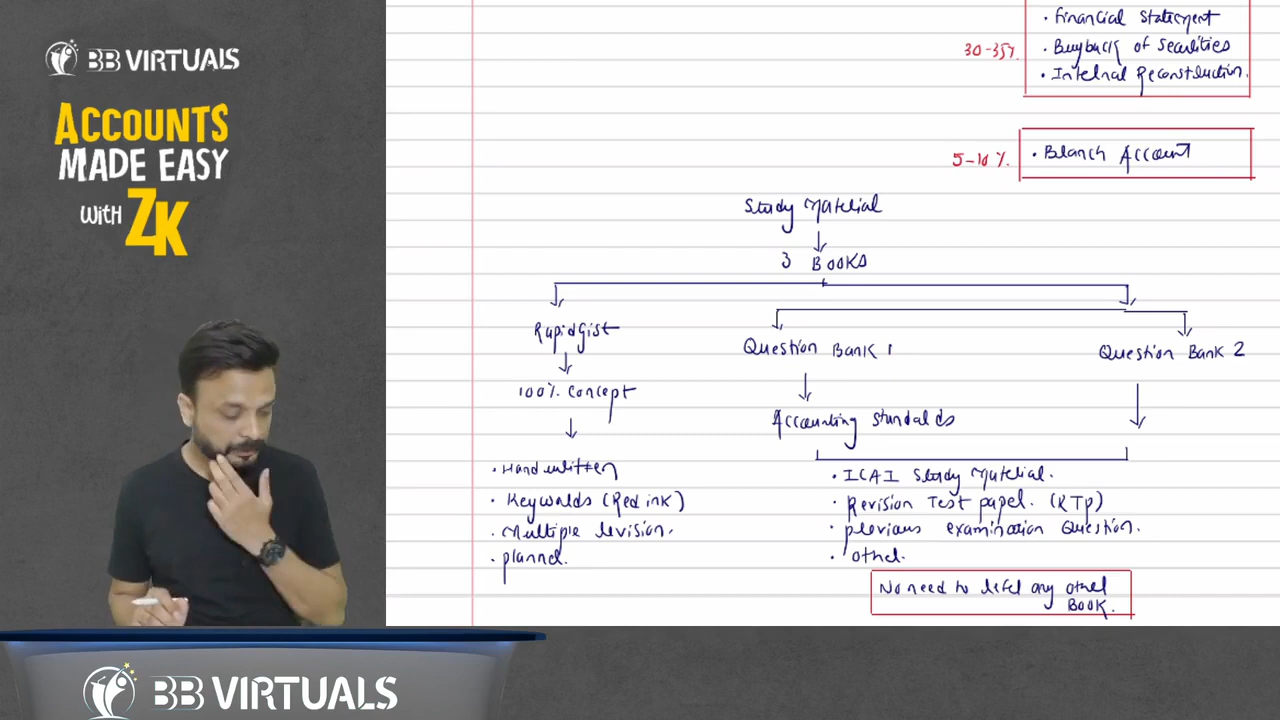 BB VIRTUALS
ACCOUNTS
MADE EASY
WITH ZK
• Financial Statement
30-35%
• Buyback of Securities
• Internal Reconstruction.
5-10%.
• Branch Account
Study Material
3 BOOKS
RapidGist
Question Bank 1
Question Bank 2
100% Concept
Accounting Standards
• Handwritten
• Keywords (Red ink)
• Multiple revision.
• planner.
• ICAI Study Material.
• Revision Test paper. (RTP)
• previous examination Question.
• other.
No need to refer any other
BOOK.
BB VIRTUALS